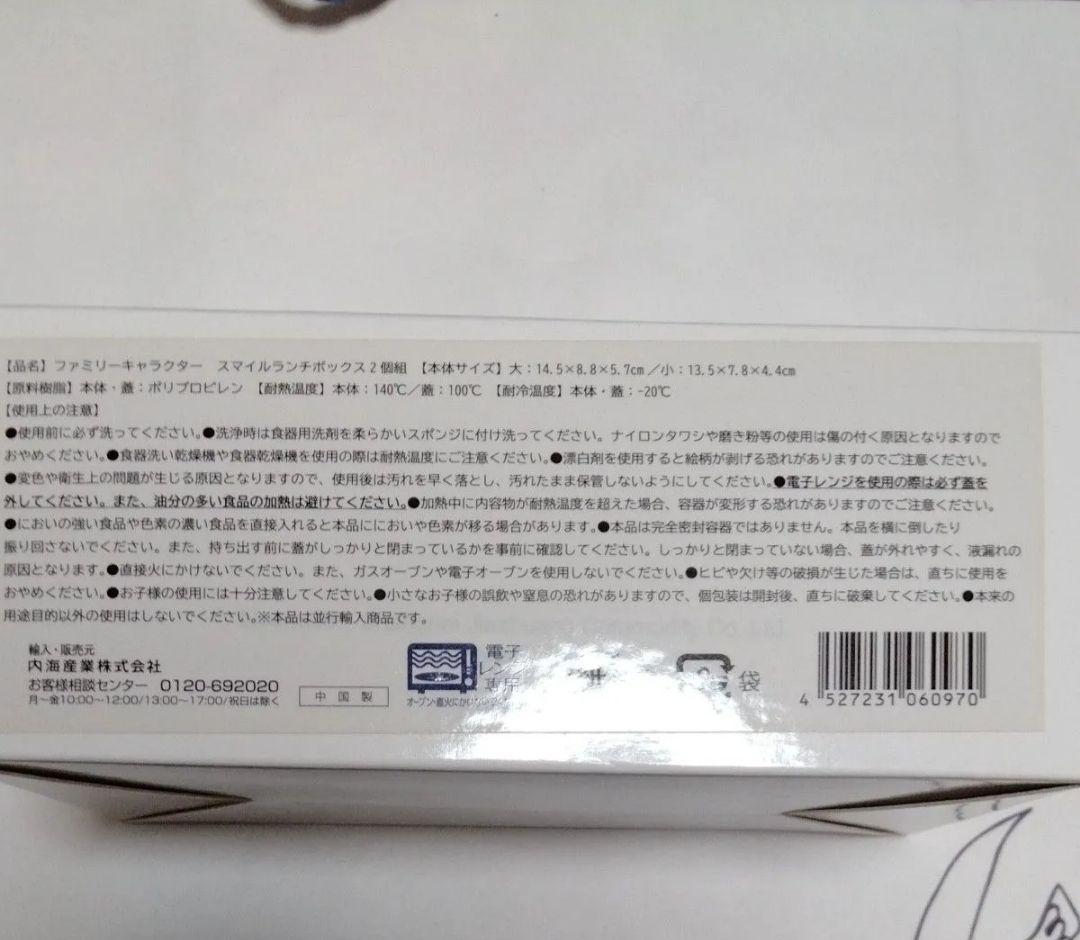 【品名】ファミリーキャラクター　スマイルランチボックス2個組 【本体サイズ】大：14.5×8.8×5.7cm／小：13.5×7.8×4.4cm
【原料樹脂】本体・蓋：ポリプロピレン 【耐熱温度】本体：140℃／蓋：100℃ 【耐冷温度】本体・蓋：-20℃
【使用上の注意】
●使用前に必ず洗ってください。●洗浄時は食器用洗剤を柔らかいスポンジに付け洗ってください。ナイロンタワシや磨き粉等の使用は傷の付く原因となりますので
おやめください。●食器洗い乾燥機や食器乾燥機を使用の際は耐熱温度にご注意ください。●漂白剤を使用すると絵柄が剥げる恐れがありますのでご注意ください。
●変色や衛生上の問題が生じる原因となりますので、使用後は汚れを早く落とし、汚れたまま保管しないようにしてください。●電子レンジを使用の際は必ず蓋を
外してください。また、油分の多い食品の加熱は避けてください。●加熱中に内容物が耐熱温度を超えた場合、容器が変形する恐れがありますのでご注意ください。
●においの強い食品や色素の濃い食品を直接入れると本品ににおいや色素が移る場合があります。●本品は完全密封容器ではありません。本品を横に倒したり
振り回さないでください。また、持ち出す前に蓋がしっかりと閉まっているかを事前に確認してください。しっかりと閉まっていない場合、蓋が外れやすく、液漏れの
原因となります。●直接火にかけないでください。また、ガスオーブンや電子オーブンを使用しないでください。●ヒビや欠け等の破損が生じた場合は、直ちに使用を
おやめください。●お子様の使用には十分注意してください。●小さなお子様の誤飲や窒息の恐れがありますので、個包装は開封後、直ちに破棄してください。●本来の
用途目的以外の使用はしないでください。※本品は並行輸入商品です。
輸入・販売元
内海産業株式会社
お客様相談センター 0120-692020
月～金10:00～12:00/13:00～17:00/祝日は除く
中国製
電子
レンジ
専用
オーブン・直火にかけない
袋
4 527231 060970